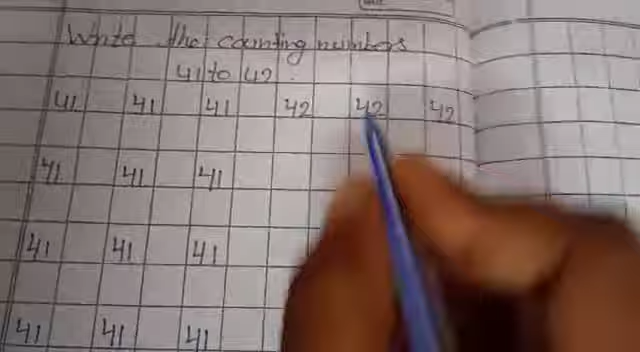 Write the counting numbers
41 to 42.
41 41 41 42 42 42
41 41 41
41 41 41
41 41 41